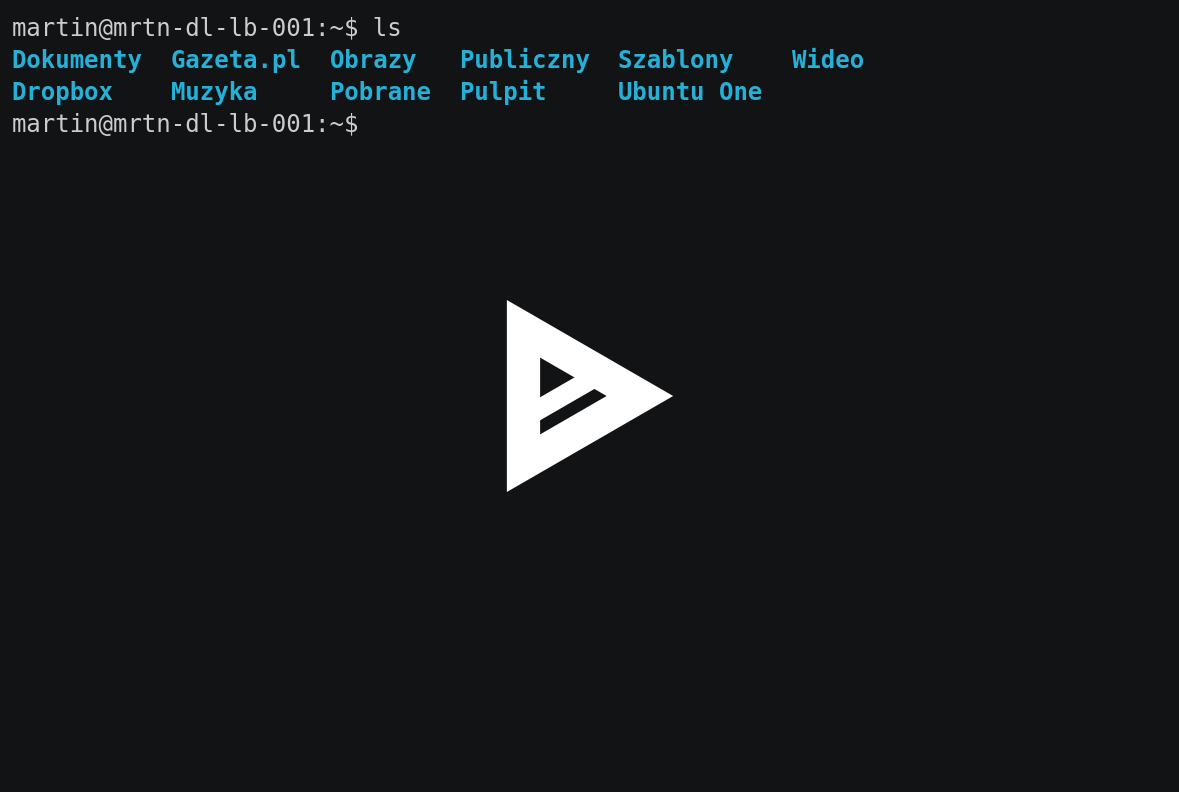 martin@mrtn-dl-lb-001:~$ ls
Dokumenty  Gazeta.pl  Obrazy   Publiczny  Szablony    Wideo
Dropbox    Muzyka     Pobrane  Pulpit     Ubuntu One
martin@mrtn-dl-lb-001:~$